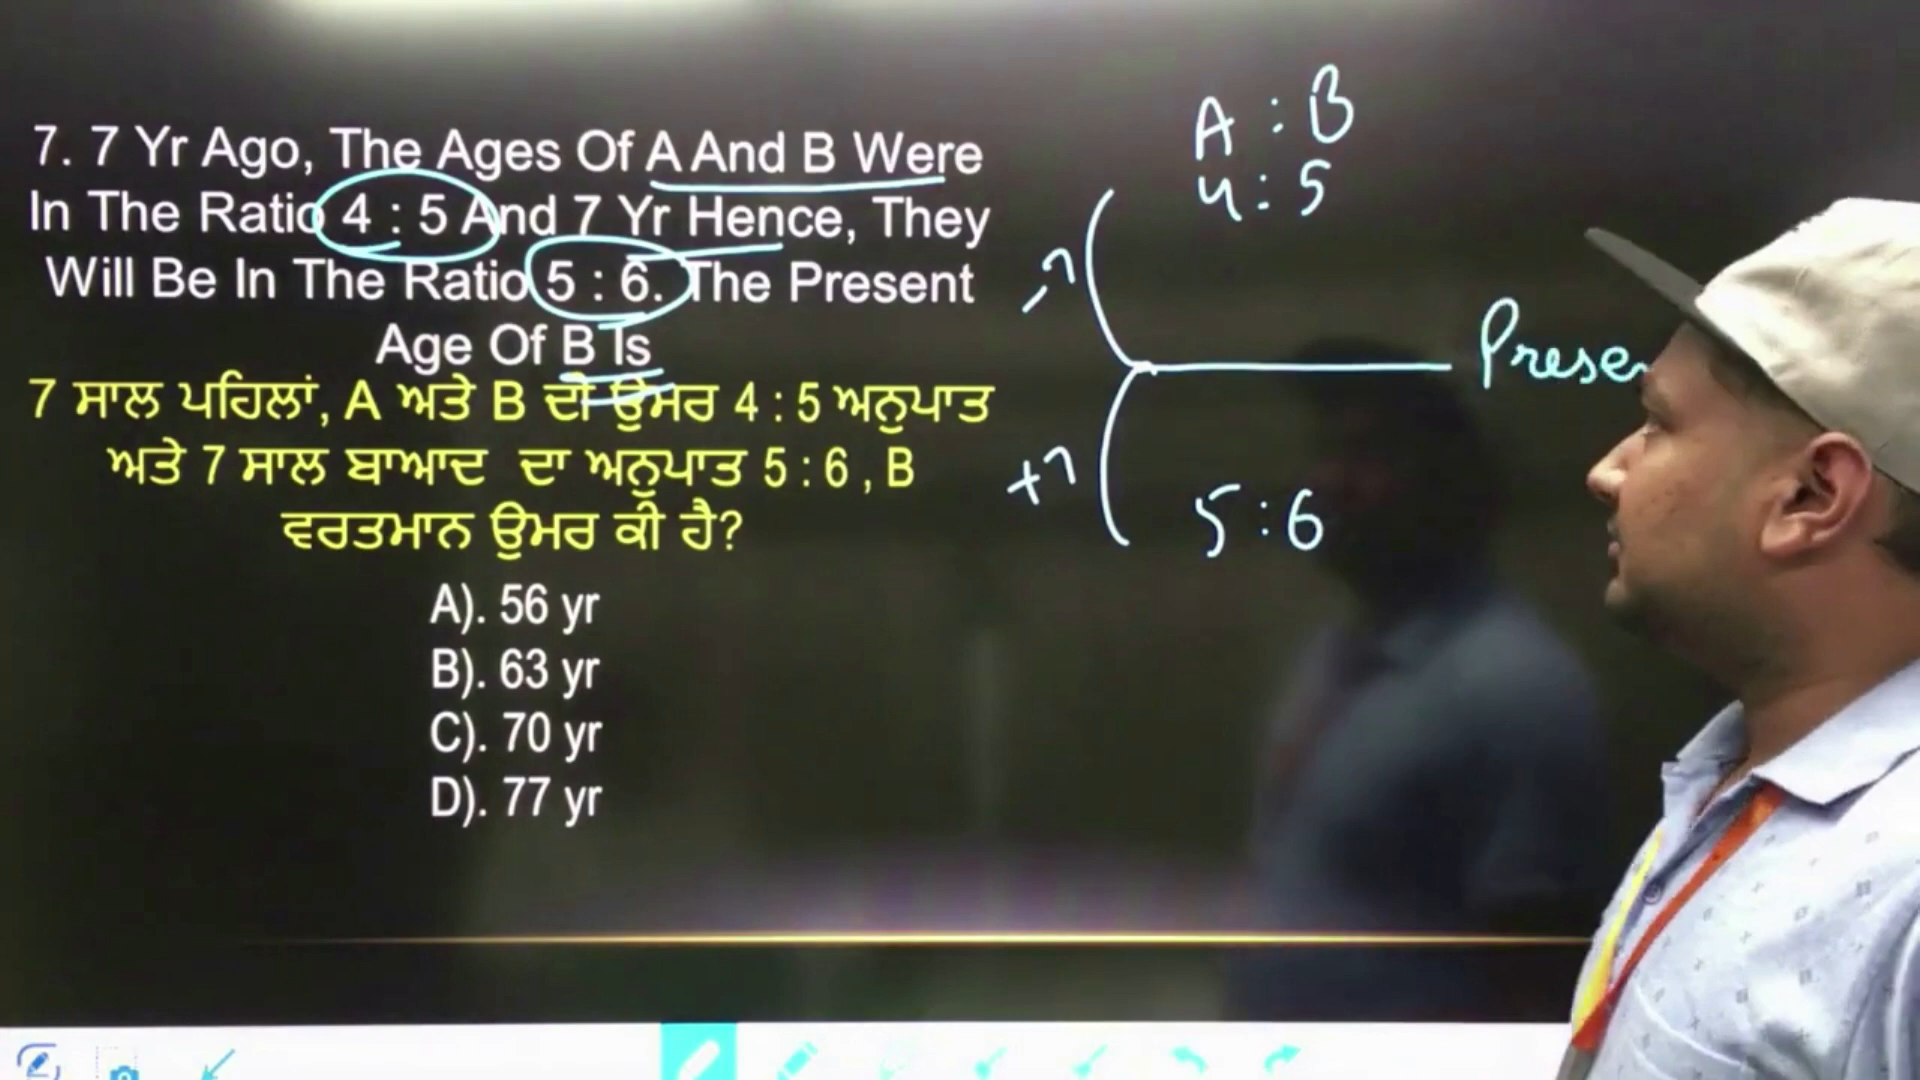 7. 7 Yr Ago, The Ages Of A And B Were
In The Ratio 4 : 5 And 7 Yr Hence, They
Will Be In The Ratio 5 : 6. The Present
Age Of B Is
7 ਸਾਲ ਪਹਿਲਾਂ, A ਅਤੇ B ਦੀ ਉਮਰ 4 : 5 ਅਨੁਪਾਤ
ਅਤੇ 7 ਸਾਲ ਬਾਆਦ ਦਾ ਅਨੁਪਾਤ 5 : 6 , B
ਵਰਤਮਾਨ ਉਮਰ ਕੀ ਹੈ?
A). 56 yr
B). 63 yr
C). 70 yr
D). 77 yr
A : B
4 : 5
-7
Presen
+7
5 : 6